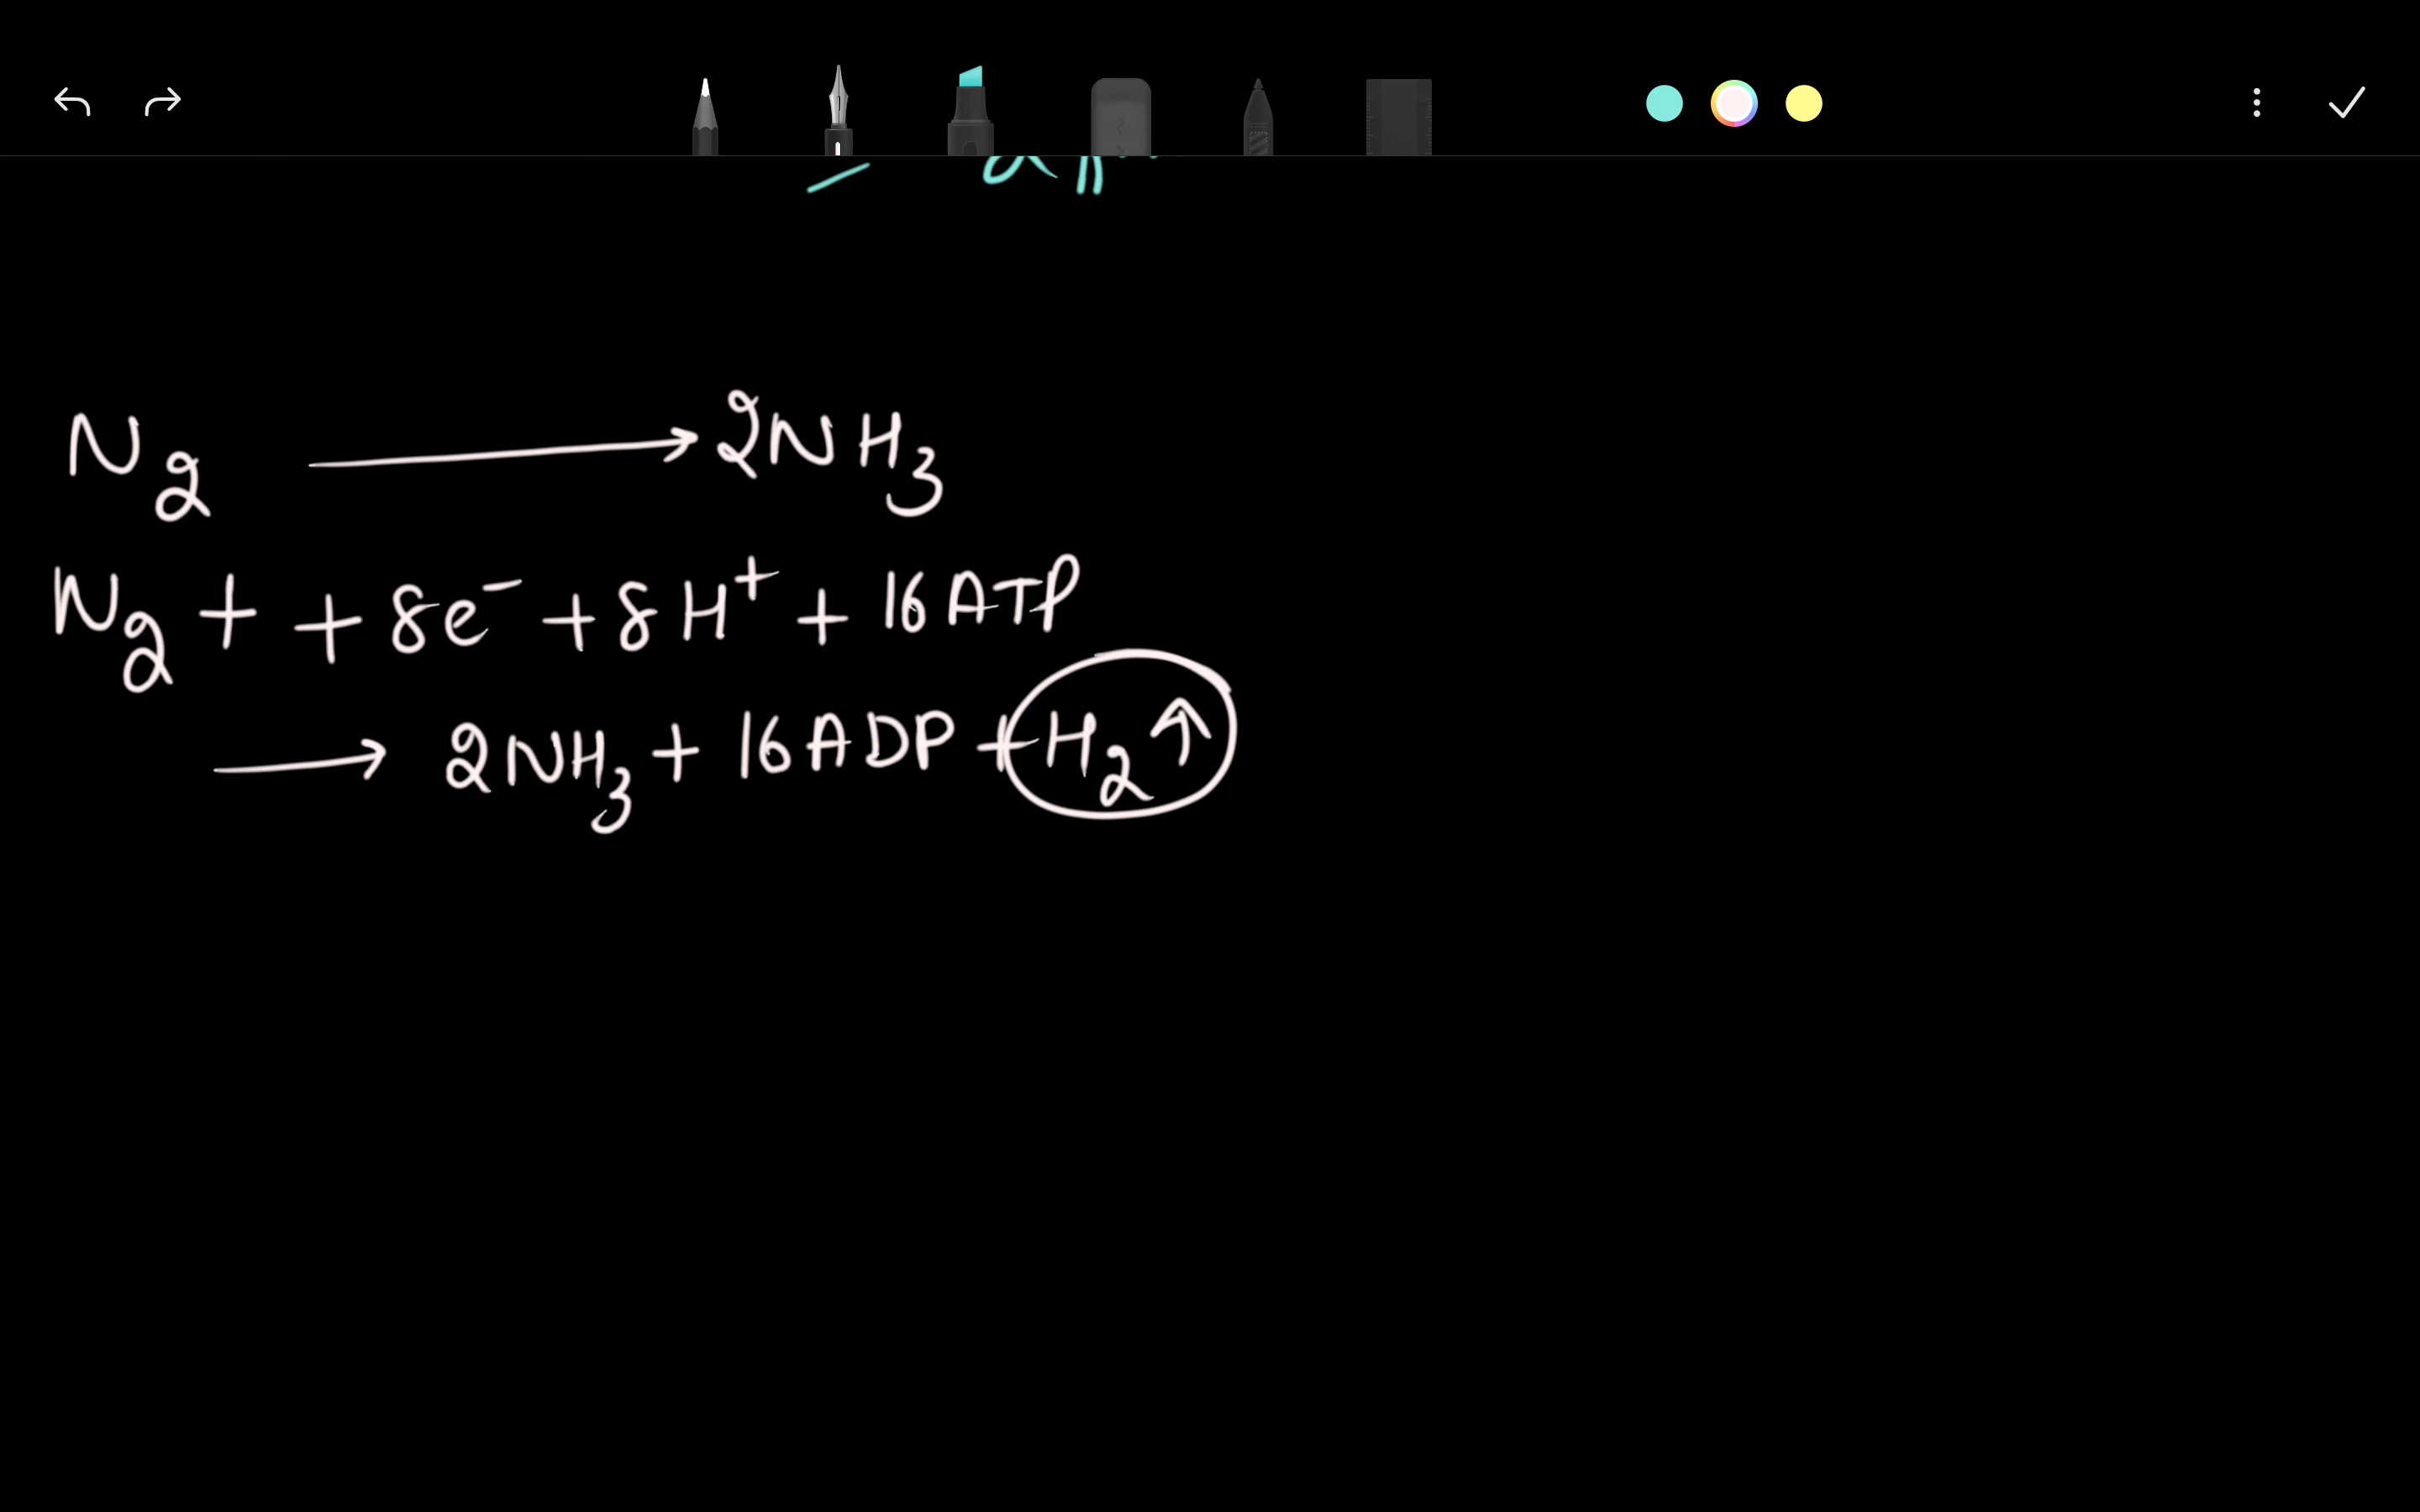 N₂ ⟶ 2NH₃
N₂ + + 8e⁻ + 8H⁺ + 16ATP
⟶ 2NH₃ + 16ADP + H₂↑